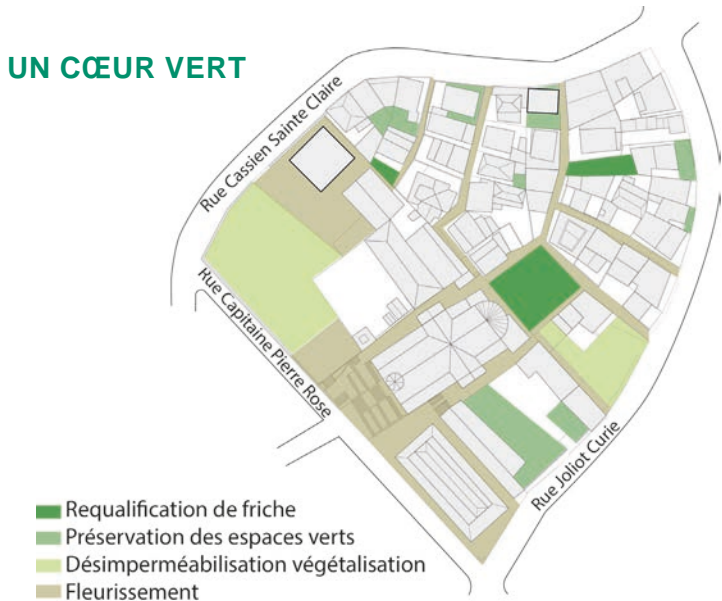 UN CŒUR VERT
Rue Cassien Sainte Claire
Rue Capitaine Pierre Rose
Rue Joliot Curie
Requalification de friche
Préservation des espaces verts
Désimperméabilisation végétalisation
Fleurissement